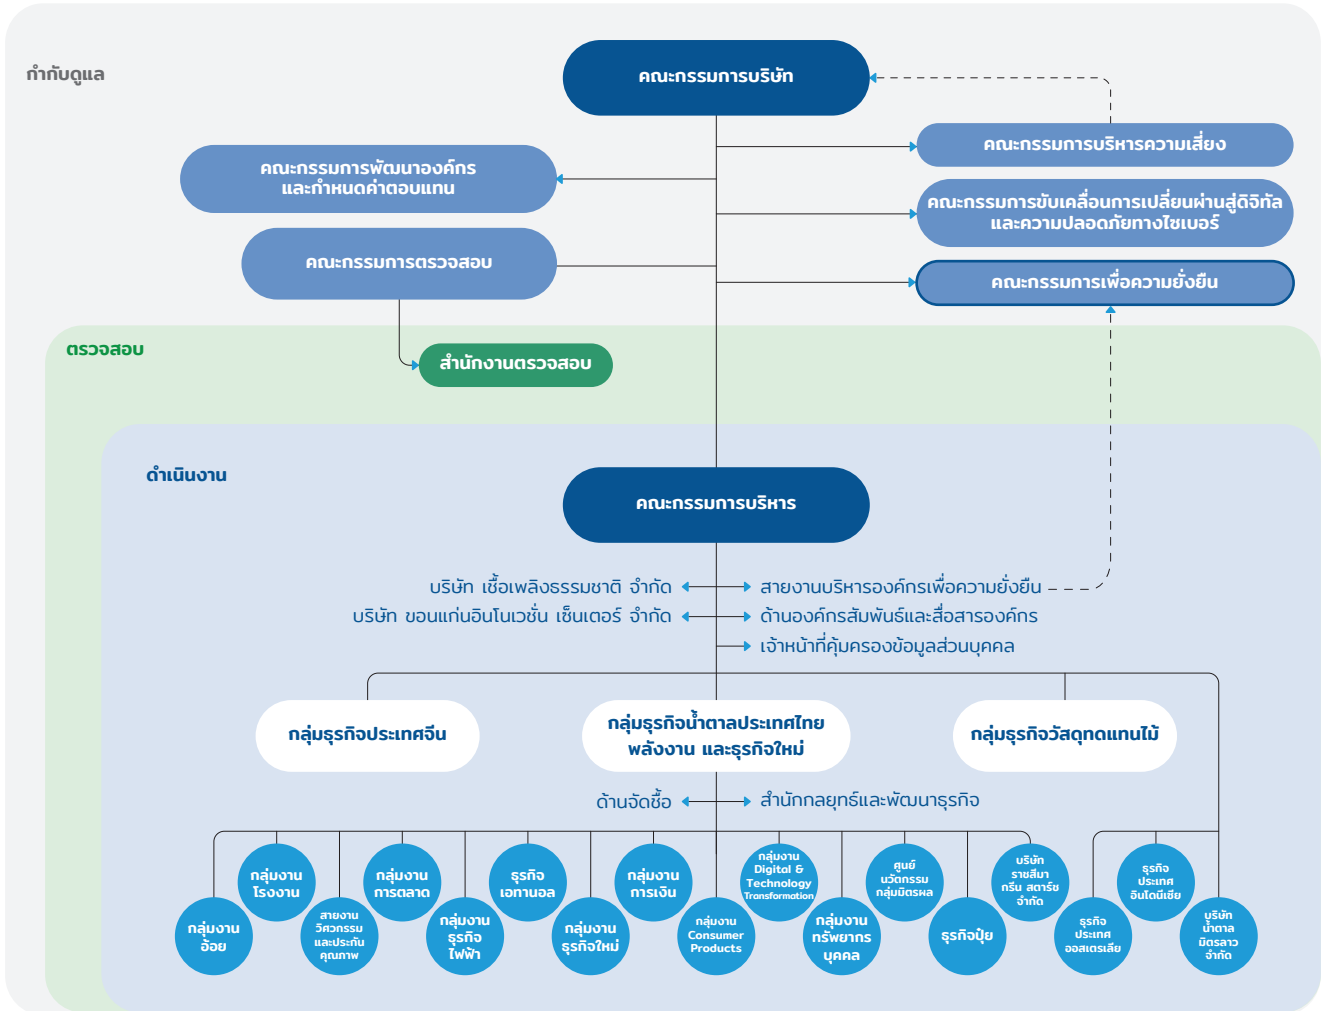 กำกับดูแล
คณะกรรมการบริษัท
คณะกรรมการพัฒนาองค์กร
และกำหนดค่าตอบแทน
คณะกรรมการตรวจสอบ
คณะกรรมการบริหารความเสี่ยง
คณะกรรมการขับเคลื่อนการเปลี่ยนผ่านสู่ดิจิทัล
และความปลอดภัยทางไซเบอร์
คณะกรรมการเพื่อความยั่งยืน
ตรวจสอบ
สำนักงานตรวจสอบ
ดำเนินงาน
คณะกรรมการบริหาร
บริษัท เชื้อเพลิงธรรมชาติ จำกัด
สายงานบริหารองค์กรเพื่อความยั่งยืน
บริษัท ขอนแก่นอินโนเวชั่น เซ็นเตอร์ จำกัด
ด้านองค์กรสัมพันธ์และสื่อสารองค์กร
เจ้าหน้าที่คุ้มครองข้อมูลส่วนบุคคล
กลุ่มธุรกิจประเทศจีน
กลุ่มธุรกิจน้ำตาลประเทศไทย
พลังงาน และธุรกิจใหม่
กลุ่มธุรกิจวัสดุทดแทนไม้
ด้านจัดซื้อ
สำนักกลยุทธ์และพัฒนาธุรกิจ
กลุ่มงาน
อ้อย
กลุ่มงาน
โรงงาน
สายงาน
วิศวกรรม
และประกัน
คุณภาพ
กลุ่มงาน
การตลาด
กลุ่มงาน
ธุรกิจ
ไฟฟ้า
ธุรกิจ
เอทานอล
กลุ่มงาน
ธุรกิจใหม่
กลุ่มงาน
การเงิน
กลุ่มงาน
Consumer
Products
กลุ่มงาน
Digital &
Technology
Transformation
กลุ่มงาน
ทรัพยากร
บุคคล
ศูนย์
นวัตกรรม
กลุ่มมิตรผล
ธุรกิจปุ๋ย
บริษัท
ราชสีมา
กรีน สตาร์ช
จำกัด
ธุรกิจ
ประเทศ
ออสเตรเลีย
ธุรกิจ
ประเทศ
อินโดนีเซีย
บริษัท
น้ำตาล
มิตรลาว
จำกัด